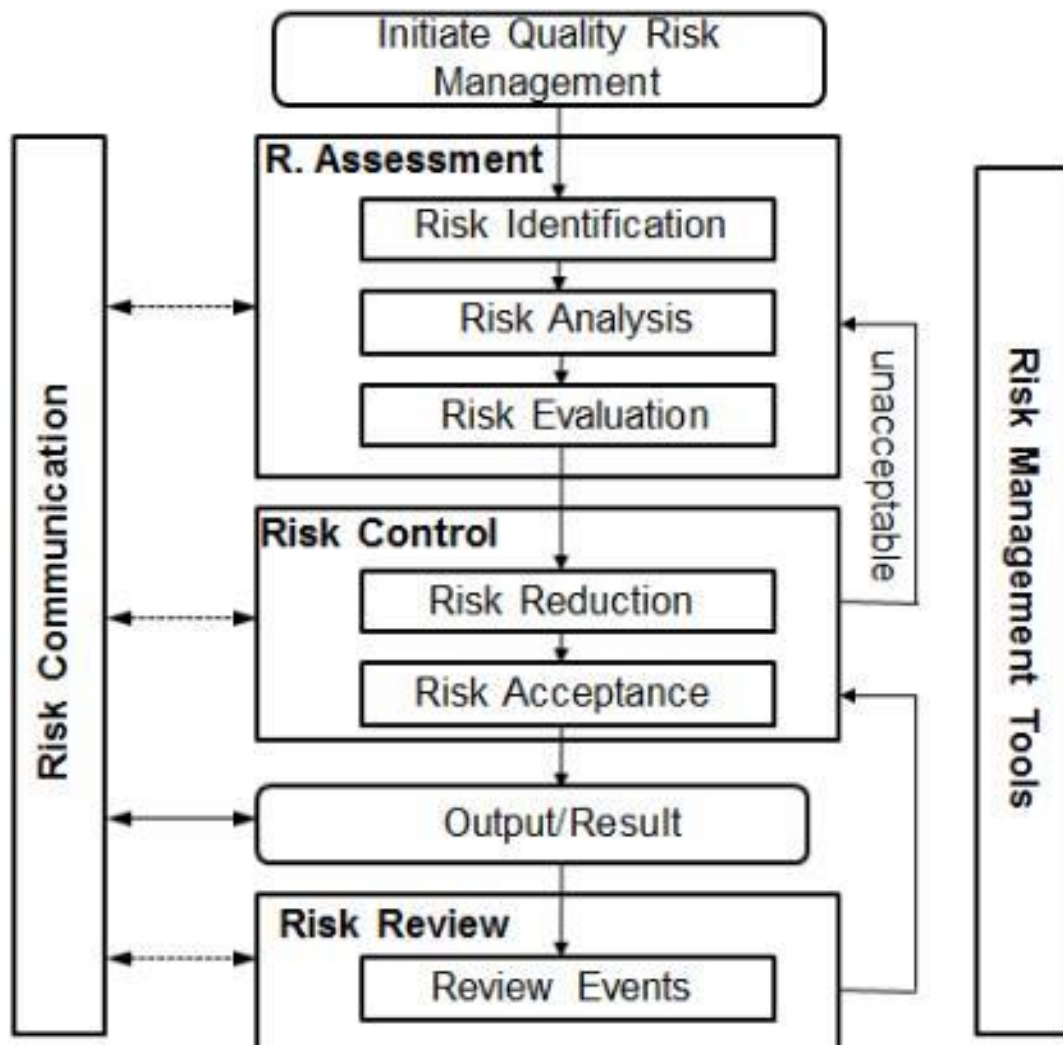 Initiate Quality Risk
Management
R. Assessment
Risk Identification
Risk Analysis
Risk Evaluation
unacceptable
Risk Control
Risk Reduction
Risk Acceptance
Output/Result
Risk Review
Review Events
Risk Communication
Risk Management Tools